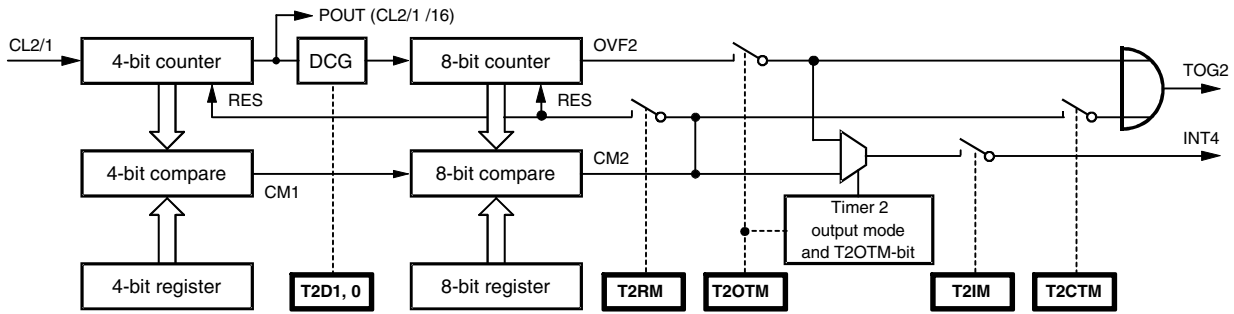 POUT (CL2/1 /16)
CL2/1
4-bit counter
DCG
8-bit counter
OVF2
TOG2
RES
RES
4-bit compare
CM1
8-bit compare
CM2
INT4
Timer 2
output mode
and T2OTM-bit
4-bit register
T2D1, 0
8-bit register
T2RM
T2OTM
T2IM
T2CTM